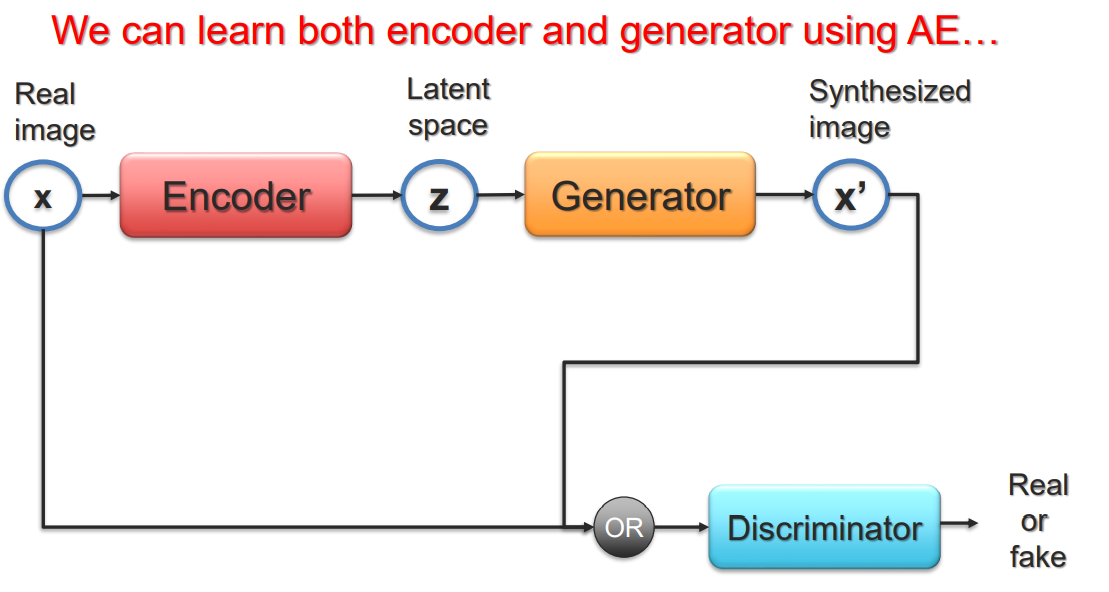 We can learn both encoder and generator using AE…
Real
image
Latent
space
Synthesized
image
x
Encoder
z
Generator
x’
OR
Discriminator
Real
or
fake